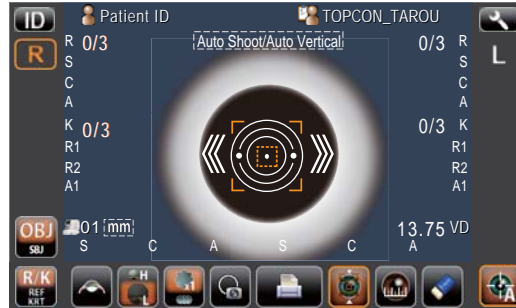 ID Patient ID TOPCON_TAROU
R R 0/3 Auto Shoot/Auto Vertical 0/3 R L
S S
C C
A A
K 0/3 0/3 K
R1 R1
R2 R2
A1 A1
OBJ SBJ 01 mm 13.75 VD
S C A S C A
R/K REF KRT H L A